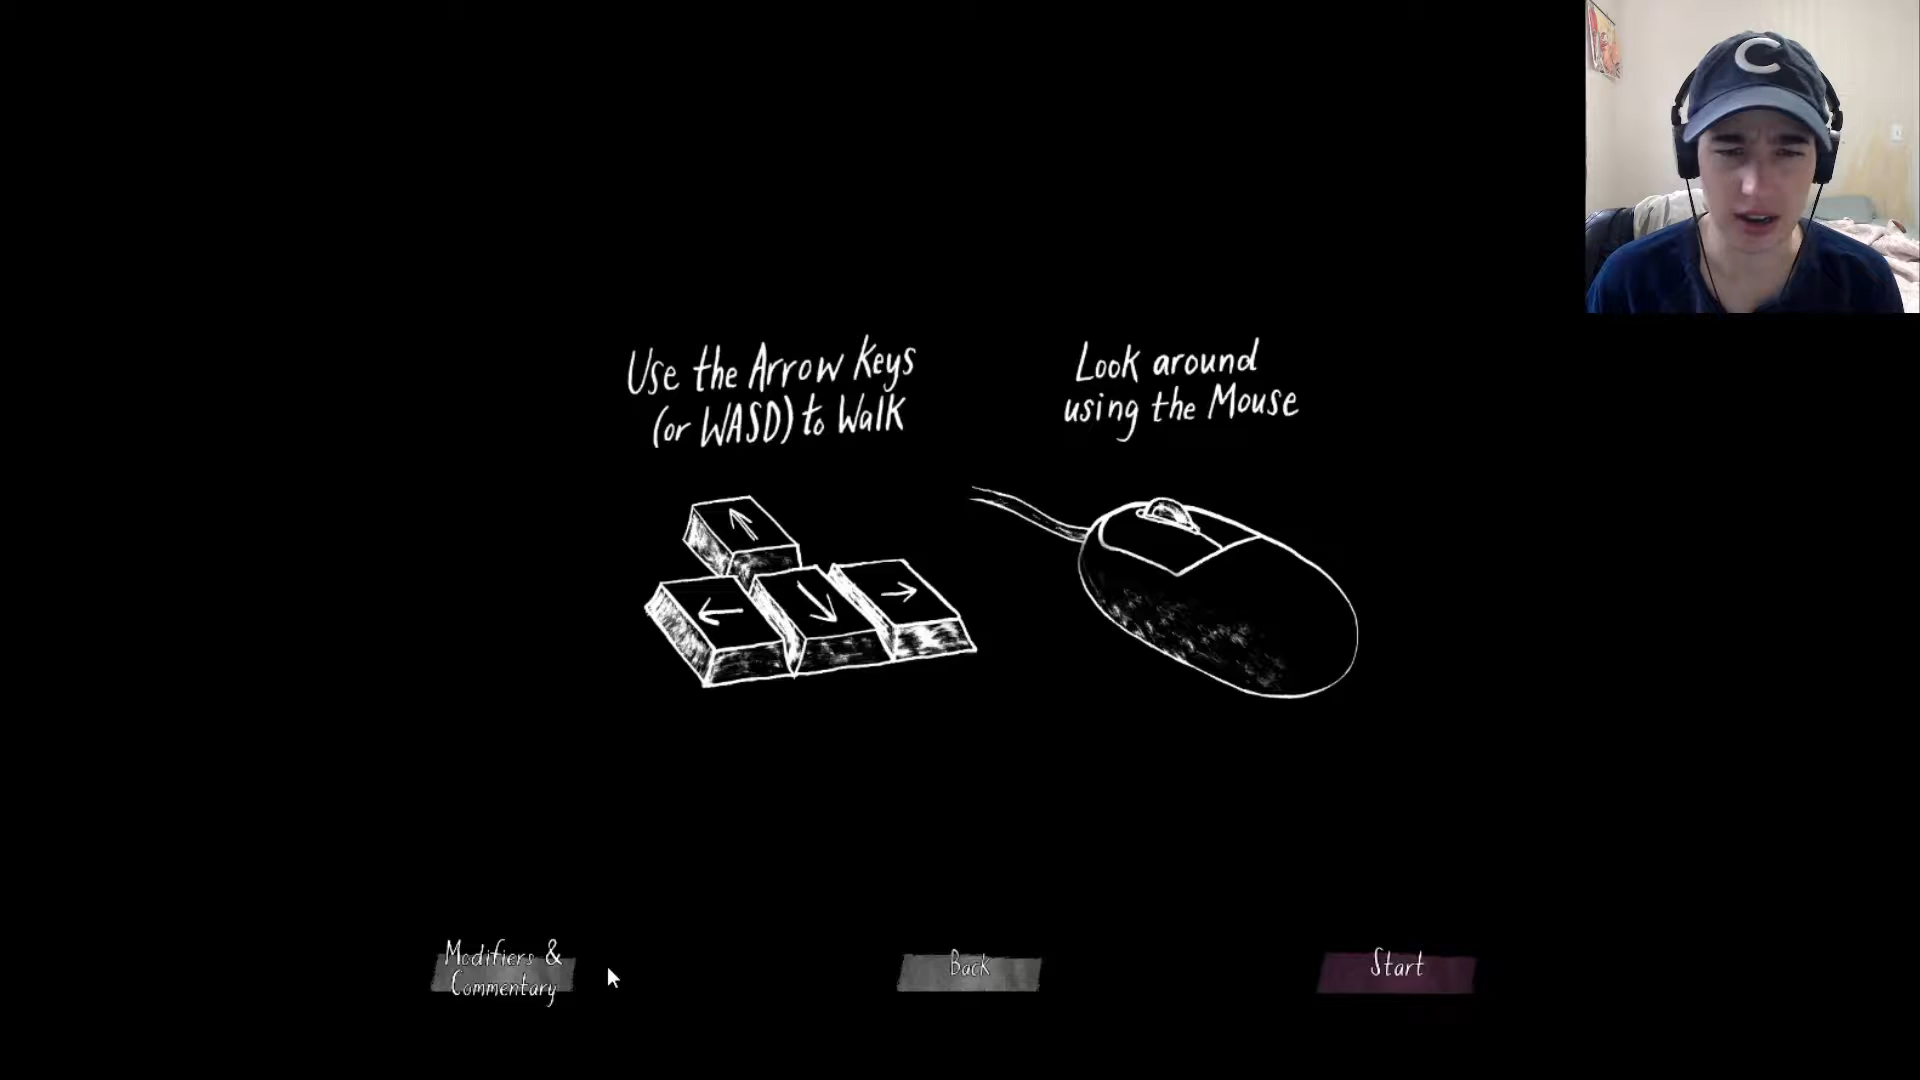 C
Use the Arrow Keys
(or WASD) to Walk
Look around
using the Mouse
Modifiers &
Commentary
Back
Start